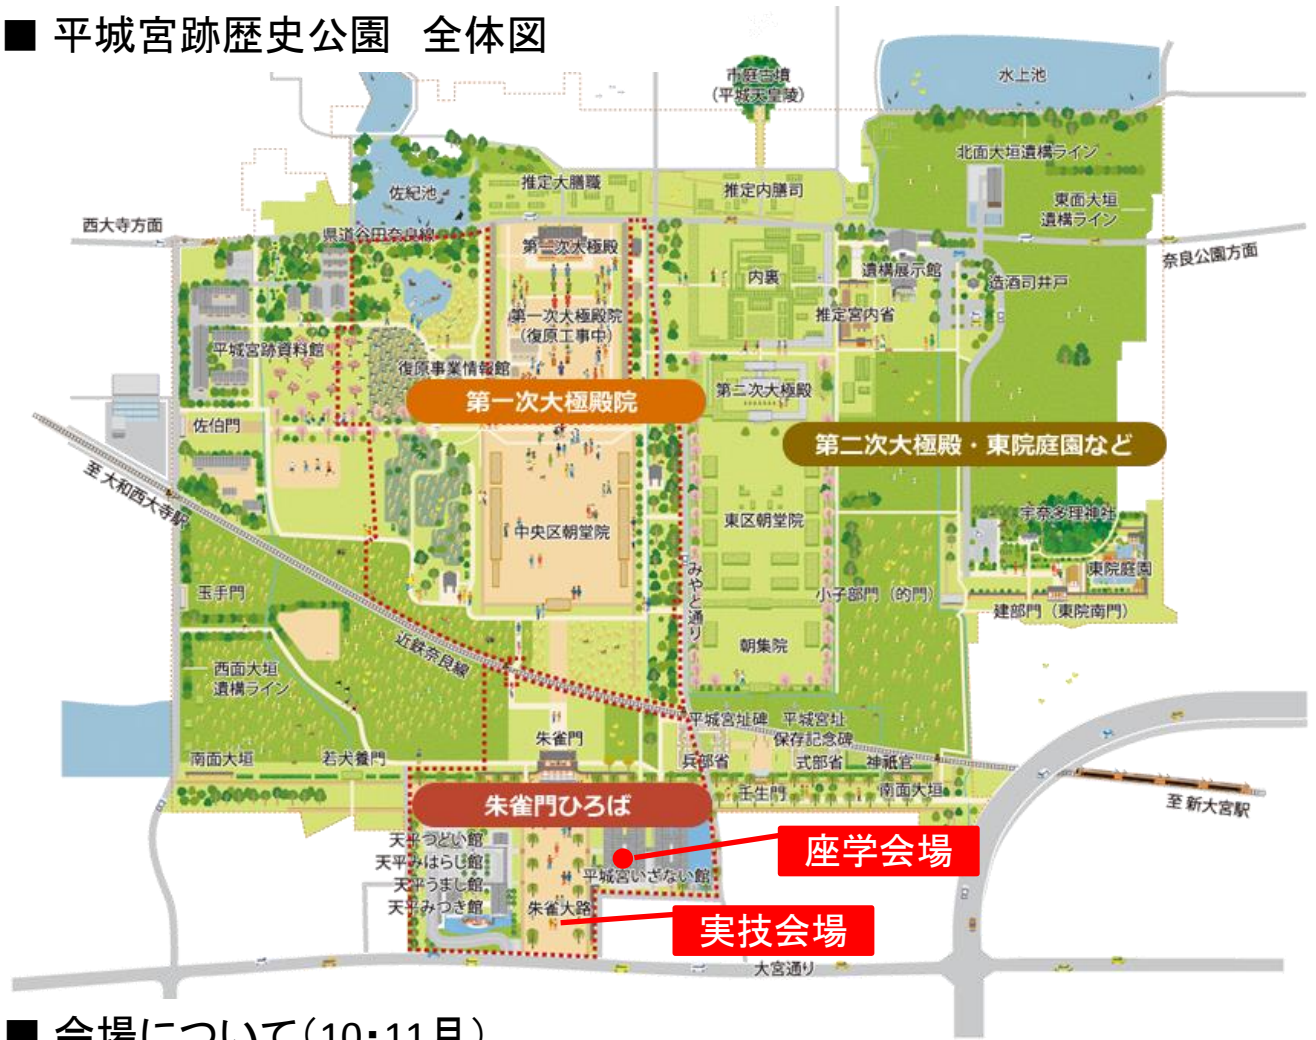 ■ 平城宮跡歴史公園　全体図
市庭古墳
（平城天皇陵）
水上池
北面大垣遺構ライン
佐紀池
推定大膳職
推定内膳司
東面大垣
遺構ライン
西大寺方面
県道谷田奈良線
第一次大極殿
奈良公園方面
内裏
遺構展示館
造酒司井戸
第一次大極殿院
（復原工事中）
推定宮内省
平城宮跡資料館
復原事業情報館
第一次大極殿院
第二次大極殿
佐伯門
第二次大極殿・東院庭園など
至 大和西大寺駅
中央区朝堂院
東区朝堂院
宇奈多理神社
東院庭園
みやと通り
玉手門
小子部門（的門）
建部門（東院南門）
近鉄奈良線
朝集院
西面大垣
遺構ライン
平城宮址碑
平城宮址
保存記念碑
朱雀門
南面大垣
若犬養門
兵部省
式部省
神祇官
壬生門
南面大垣
至 新大宮駅
朱雀門ひろば
天平つどい館
天平みはらし館
天平うまし館
天平みつき館
平城宮いざない館
座学会場
朱雀大路
実技会場
大宮通り
■ 会場について（10・11月）